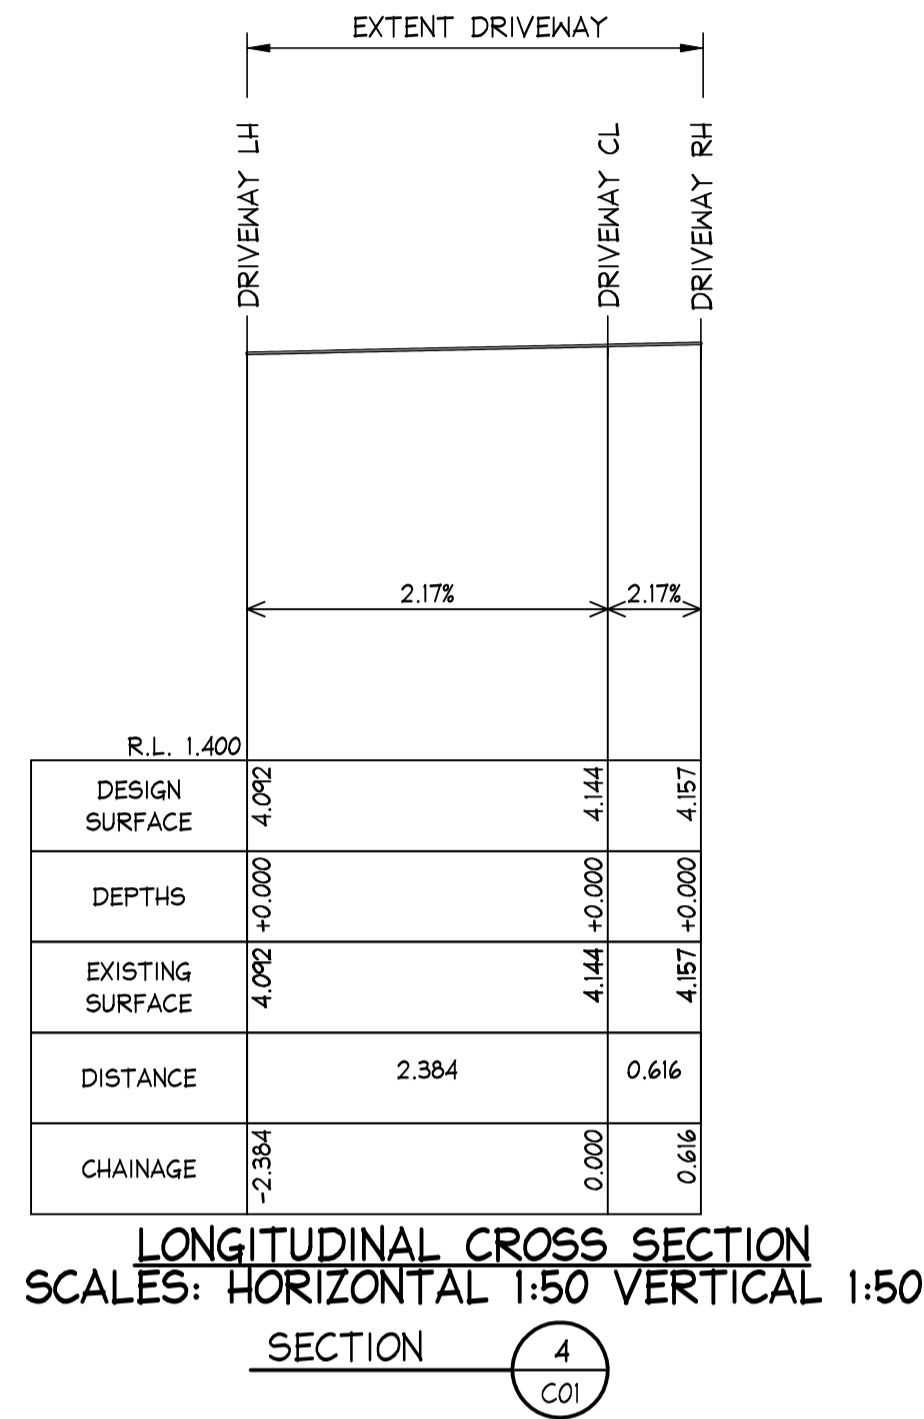 EXTENT DRIVEWAY
DRIVEWAY LH
DRIVEWAY CL
DRIVEWAY RH
2.17%
2.17%
R.L. 1.400
DESIGN
SURFACE
4.092
4.144
4.157
DEPTHS
+0.000
+0.000
+0.000
EXISTING
SURFACE
4.092
4.144
4.157
DISTANCE
2.384
0.616
CHAINAGE
-2.384
0.000
0.616
LONGITUDINAL CROSS SECTION
SCALES: HORIZONTAL 1:50 VERTICAL 1:50
SECTION
4
C01